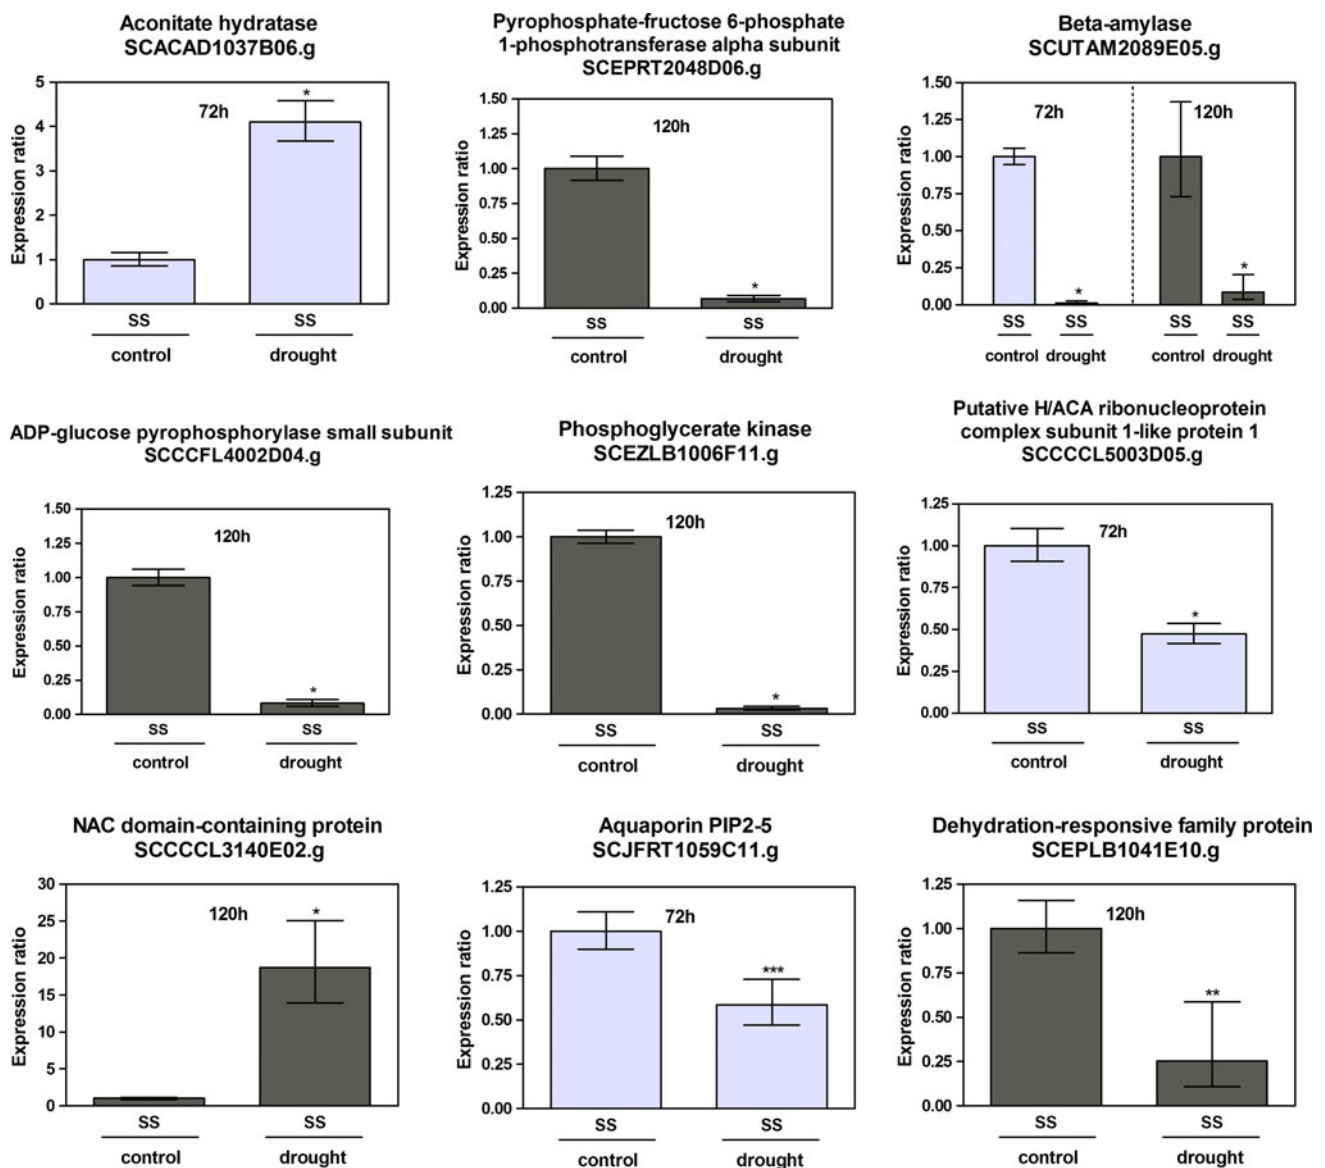 Aconitate hydratase
SCACAD1037B06.g
Expression ratio
5
4
3
2
1
0
72h
*
SS
SS
control
drought
Pyrophosphate-fructose 6-phosphate
1-phosphotransferase alpha subunit
SCEPRT2048D06.g
Expression ratio
1.50
1.25
1.00
0.75
0.50
0.25
0.00
120h
*
SS
SS
control
drought
Beta-amylase
SCUTAM2089E05.g
Expression ratio
1.50
1.25
1.00
0.75
0.50
0.25
0.00
72h
120h
*
*
SS
SS
SS
SS
control
drought
control
drought
ADP-glucose pyrophosphorylase small subunit
SCCCFL4002D04.g
Expression ratio
1.50
1.25
1.00
0.75
0.50
0.25
0.00
120h
*
SS
SS
control
drought
Phosphoglycerate kinase
SCEZLB1006F11.g
Expression ratio
1.25
1.00
0.75
0.50
0.25
0.00
120h
*
SS
SS
control
drought
Putative H/ACA ribonucleoprotein
complex subunit 1-like protein 1
SCCCCL5003D05.g
Expression ratio
1.25
1.00
0.75
0.50
0.25
0.00
72h
*
SS
SS
control
drought
NAC domain-containing protein
SCCCCL3140E02.g
Expression ratio
30
25
20
15
10
5
0
120h
*
SS
SS
control
drought
Aquaporin PIP2-5
SCJFRT1059C11.g
Expression ratio
1.25
1.00
0.75
0.50
0.25
0.00
72h
***
SS
SS
control
drought
Dehydration-responsive family protein
SCEPLB1041E10.g
Expression ratio
1.25
1.00
0.75
0.50
0.25
0.00
120h
**
SS
SS
control
drought